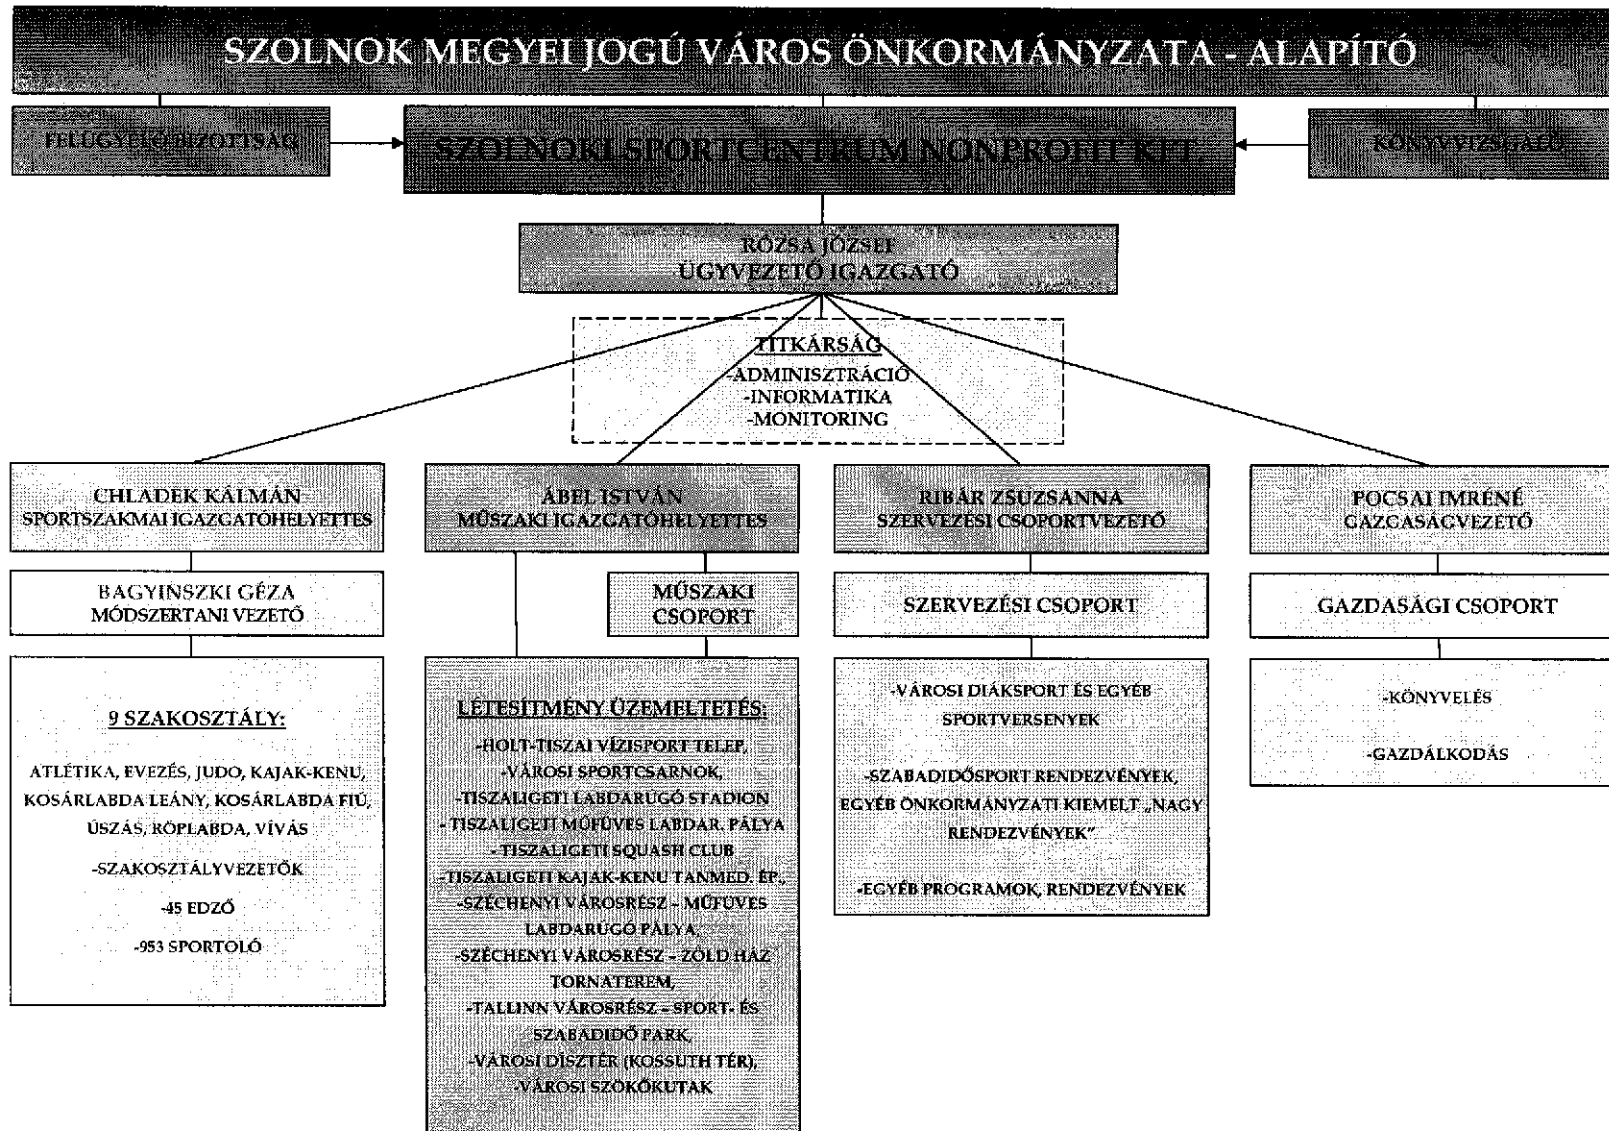 SZOLNOK MEGYEI JOGÚ VÁROS ÖNKORMÁNYZATA - ALAPÍTÓ
FELÜGYELŐ BIZOTTSÁG
SZOLNOKI SPORTCENTRUM NONPROFIT KFT.
KÖNYVVIZSGÁLÓ
RÓZSA JÓZSEF
ÜGYVEZETŐ IGAZGATÓ
TITKÁRSÁG
-ADMINISZTRÁCIÓ
-INFORMATIKA
-MONITORING
CHLADEK KÁLMÁN
SPORTSZAKMAI IGAZGATÓHELYETTES
ÁBEL ISTVÁN
MŰSZAKI IGAZGATÓHELYETTES
RIBÁR ZSUZSANNA
SZERVEZÉSI CSOPORTVEZETŐ
POCSAI IMRÉNÉ
GAZGASÁGVEZETŐ
BAGYINSZKI GÉZA
MÓDSZERTANI VEZETŐ
MŰSZAKI
CSOPORT
SZERVEZÉSI CSOPORT
GAZDASÁGI CSOPORT
9 SZAKOSZTÁLY:
ATLÉTIKA, EVEZÉS, JUDO, KAJAK-KENU,
KOSÁRLABDA LEÁNY, KOSÁRLABDA FIÚ,
ÚSZÁS, RÖPLABDA, VÍVÁS
-SZAKOSZTÁLYVEZETŐK
-45 EDZŐ
-953 SPORTOLÓ
LÉTESÍTMÉNY ÜZEMELTETÉS:
-HOLT-TISZAI VÍZISPORT TELEP,
-VÁROSI SPORTCSARNOK,
-TISZALIGETI LABDARÚGÓ STADION
- TISZALIGETI MŰFÜVES LABDAR. PÁLYA
- TISZALIGETI SQUASH CLUB
-TISZALIGETI KAJAK-KENU TANMED. ÉP.,
-SZÉCHENYI VÁROSRÉSZ – MŰFÜVES
LABDARÚGÓ PÁLYA,
-SZÉCHENYI VÁROSRÉSZ – ZÖLD HÁZ
TORNATEREM,
-TALLINN VÁROSRÉSZ – SPORT- ÉS
SZABADIDŐ PARK,
-VÁROSI DÍSZTÉR (KOSSUTH TÉR),
-VÁROSI SZÖKŐKUTAK
-VÁROSI DIÁKSPORT ÉS EGYÉB
SPORTVERSENYEK
-SZABADIDŐSPORT RENDEZVÉNYEK,
EGYÉB ÖNKORMÁNYZATI KIEMELT „NAGY
RENDEZVÉNYEK”
-EGYÉB PROGRAMOK, RENDEZVÉNYEK
-KÖNYVELÉS
-GAZDÁLKODÁS